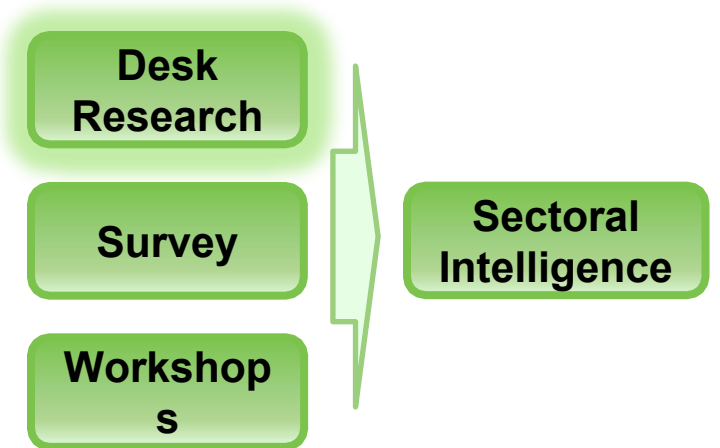 Desk
Research
Survey
Workshop
s
Sectoral
Intelligence